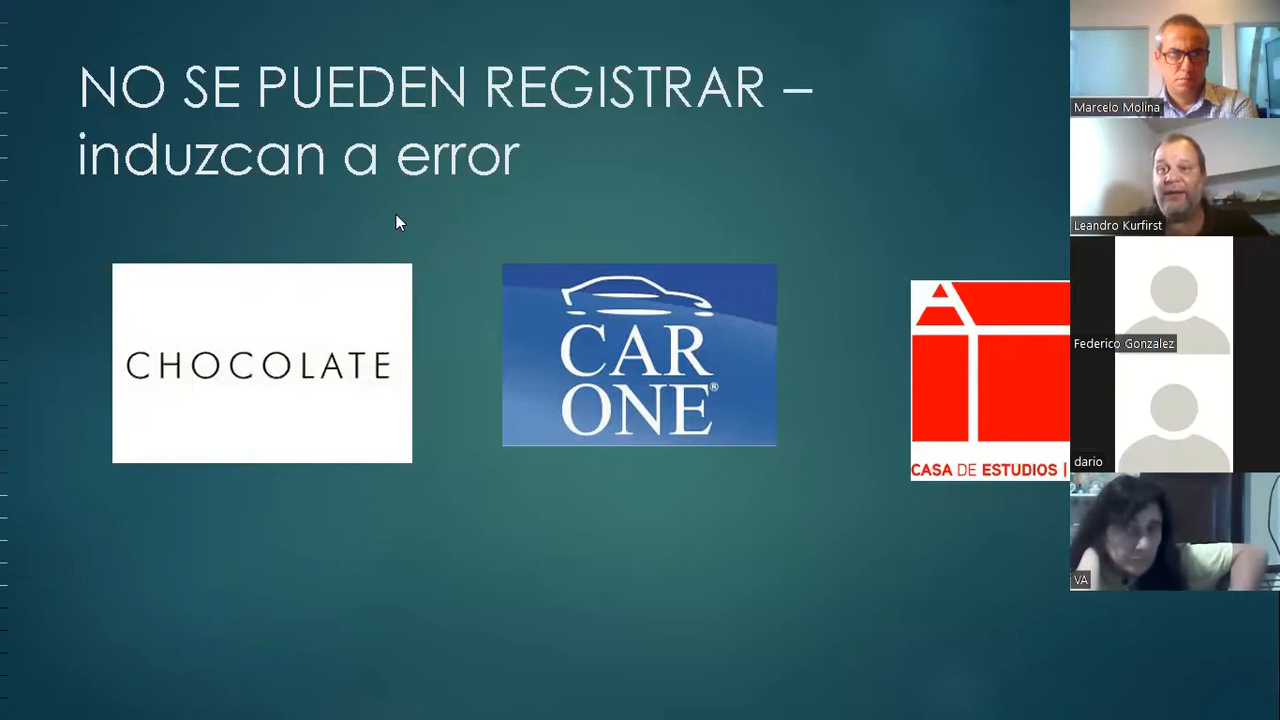 NO SE PUEDEN REGISTRAR –
induzcan a error
CHOCOLATE
CAR
ONE®
CASA DE ESTUDIOS |
Marcelo Molina
Leandro Kurfirst
Federico Gonzalez
dario
VA